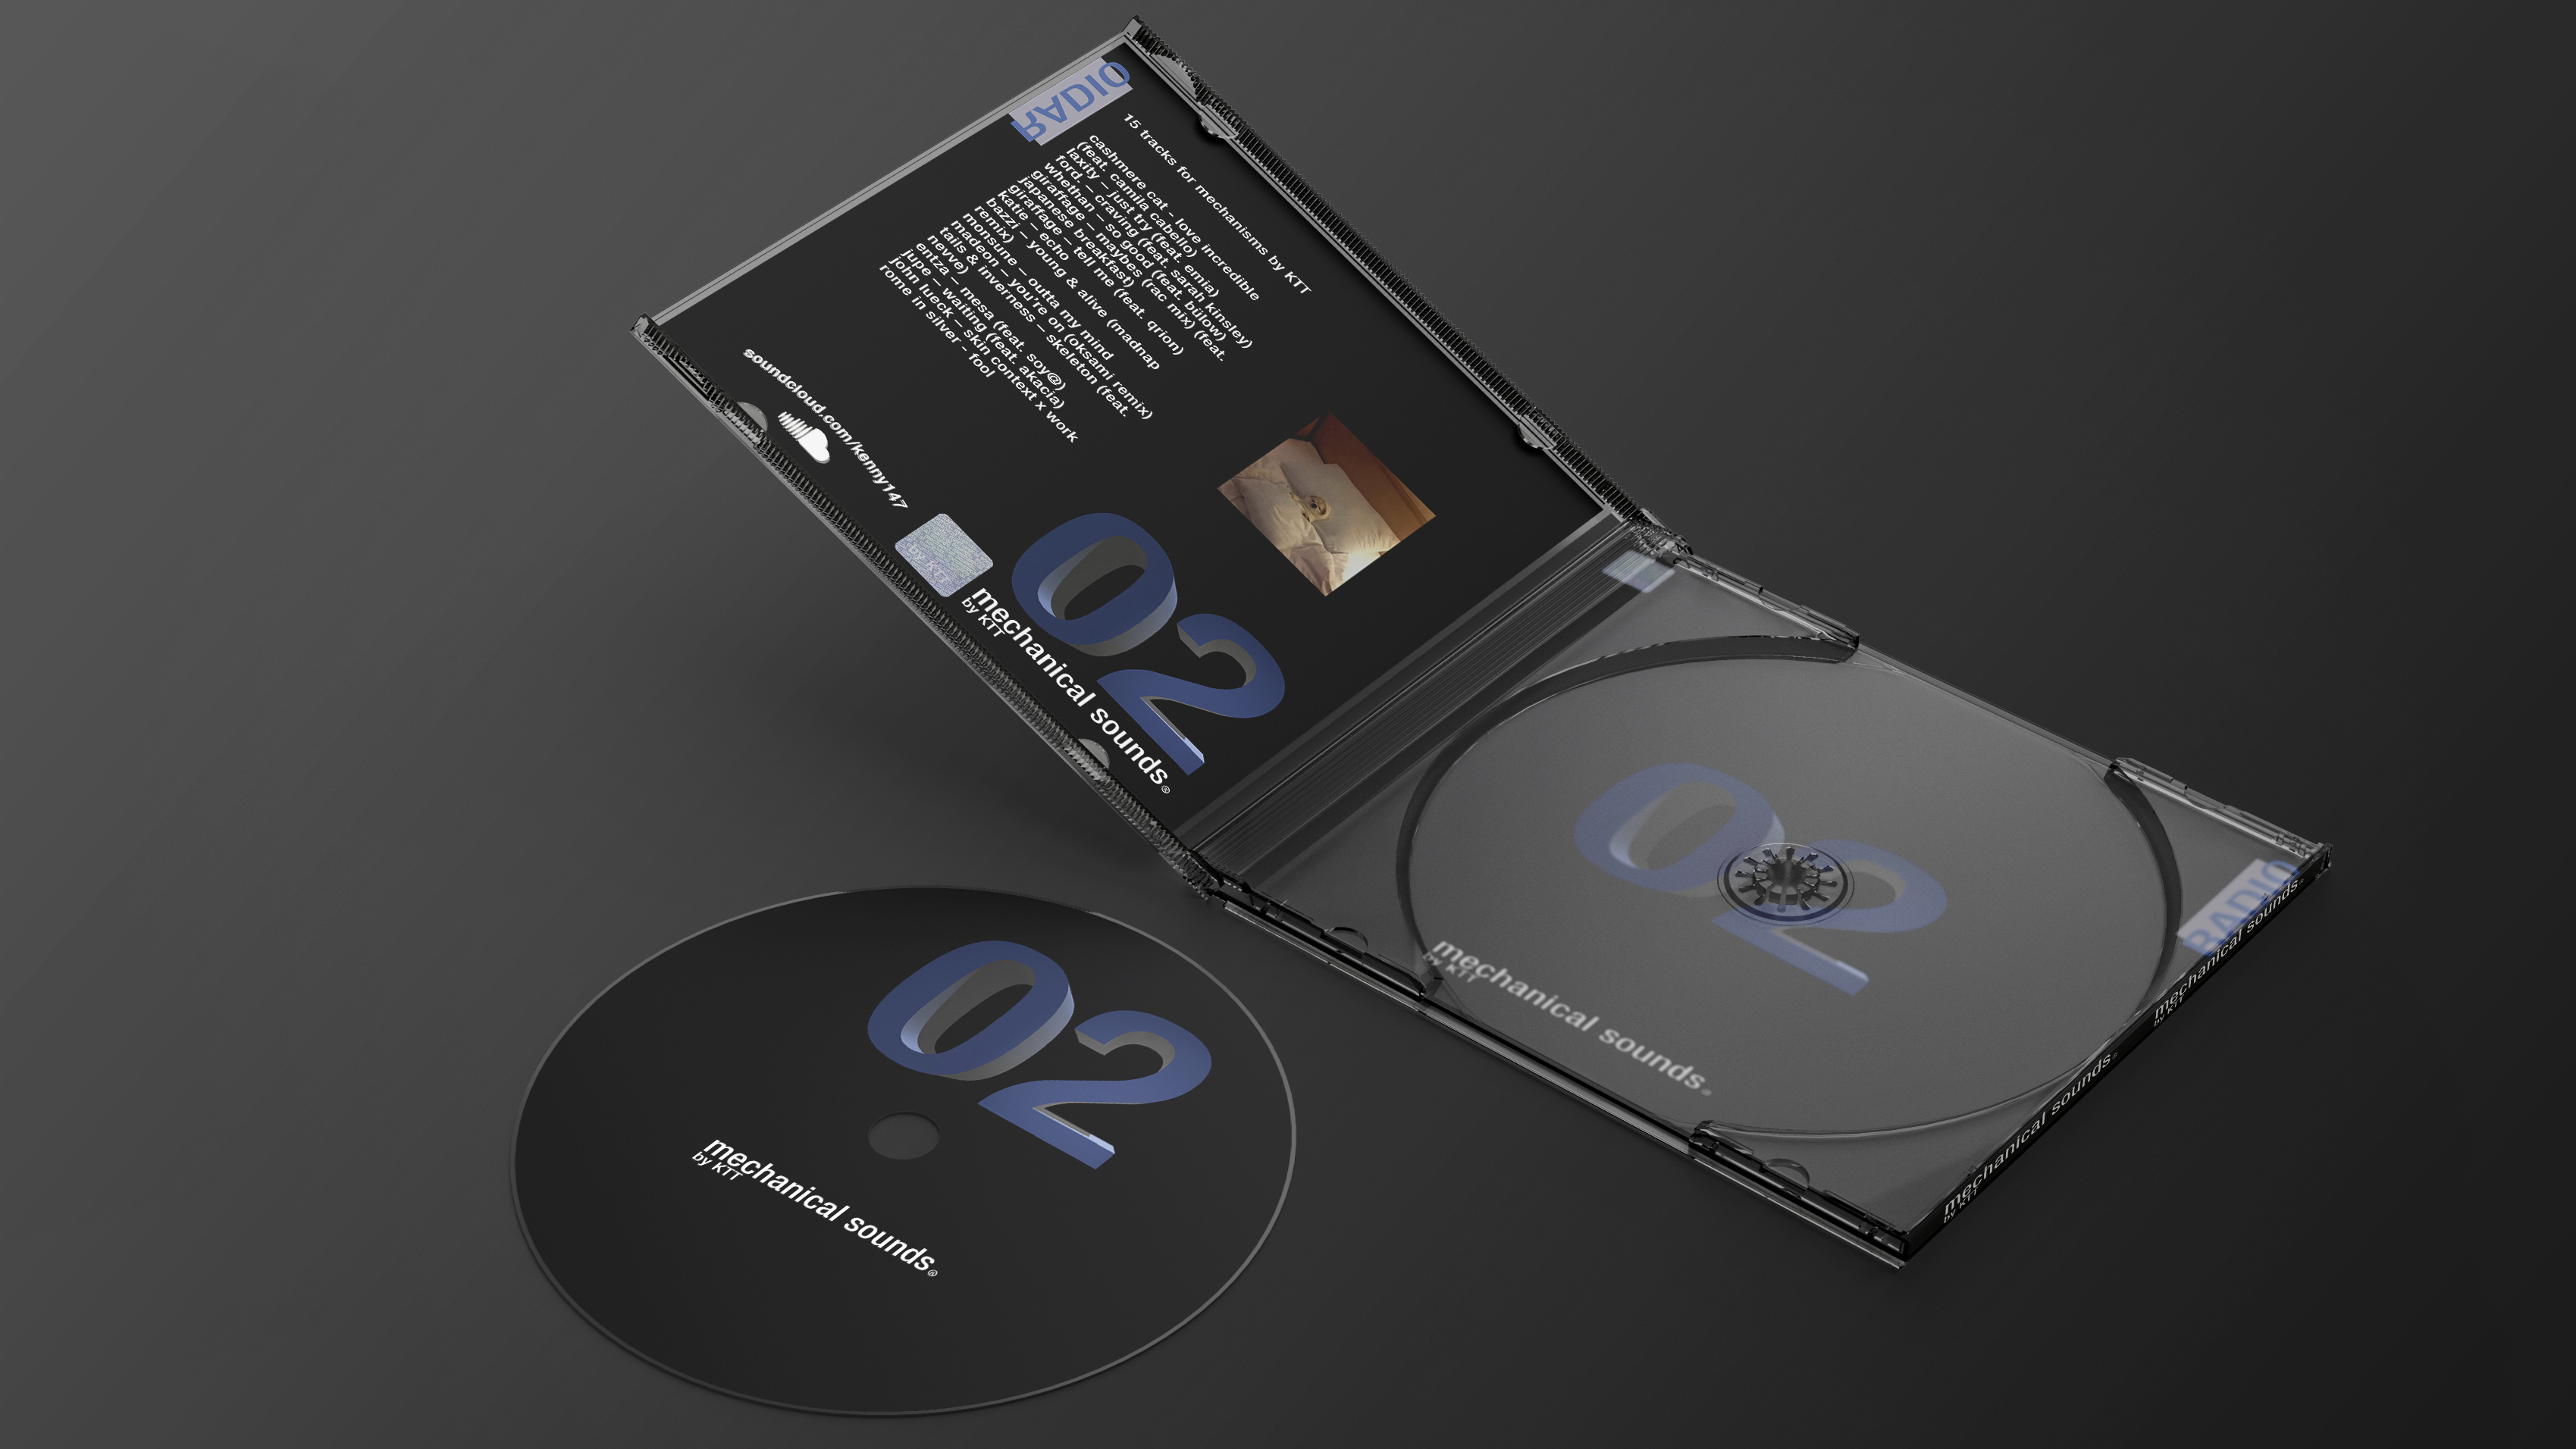 RADIO
15 tracks for mechanisms by KTT
cashmere cat - love incredible
(feat. camila cabello)
laxity – just try (feat. emia)
ford. – craving (feat. sarah kinsley)
whethan – so good (feat. bülow)
giraffage – maybes (rac mix) (feat.
japanese breakfast)
giraffage – tell me (feat. qrion)
katie – echo
bazzi – young & alive (madnap
remix)
monsune – outta my mind
madeon – you're on (oksami remix)
tails & inverness – skeleton (feat.
nevve)
entza – mesa (feat. soy@)
jupe – waiting (feat. akacia)
john lueck – skin context x work
rome in silver - fool
soundcloud.com/kenny147
by KTT
02
mechanical sounds®
by KTT
02
mechanical sounds®
by KTT
RADIO
mechanical sounds®
by KTT
mechanical sounds®
by KTT
02
mechanical sounds®
by KTT